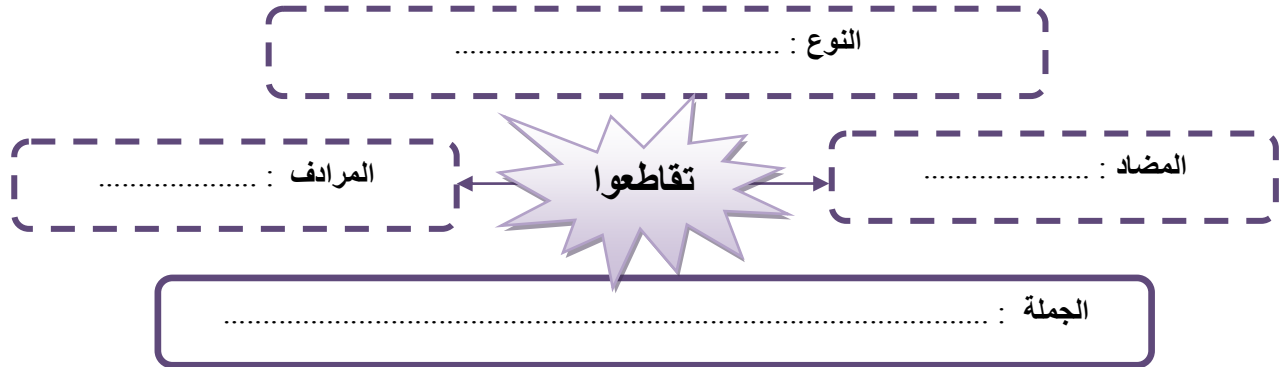 النوع : .........................................
المضاد : .....................
تقاطعوا
المرادف : ....................
الجملة : ................................................................................................